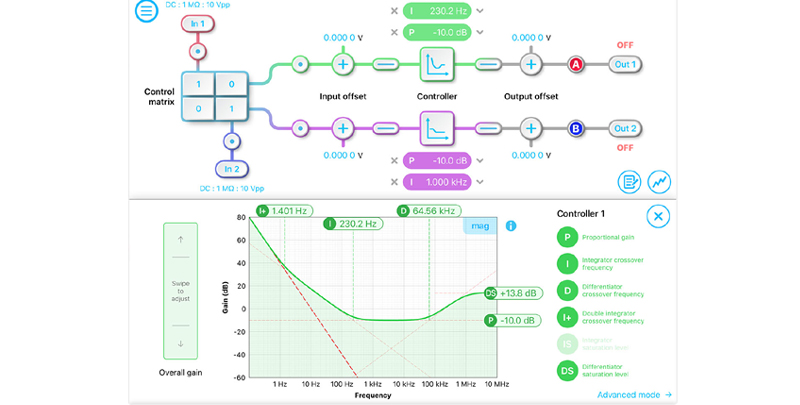 DC : 1 MΩ : 10 Vpp
In 1
I 230.2 Hz
P -10.0 dB
0.000 0 V
0.000 0 V
OFF
A
Out 1
Control
matrix
1 0
0 1
Input offset
Controller
Output offset
B
Out 2
0.000 0 V
0.000 0 V
OFF
In 2
P -10.0 dB
I 1.000 kHz
DC : 1 MΩ : 10 Vpp
I+ 1.401 Hz
D 64.56 kHz
I 230.2 Hz
mag
i
Controller 1
P Proportional gain
I Integrator crossover
frequency
D Differentiator
crossover frequency
I+ Double integrator
crossover frequency
IS Integrator
saturation level
DS Differentiator
saturation level
Advanced mode →
Swipe
to
adjust
Overall gain
Gain (dB)
80
60
40
20
0
-20
-40
-60
DS +13.8 dB
P -10.0 dB
1 Hz
10 Hz
100 Hz
1 kHz
10 kHz
100 kHz
1 MHz
10 MHz
Frequency